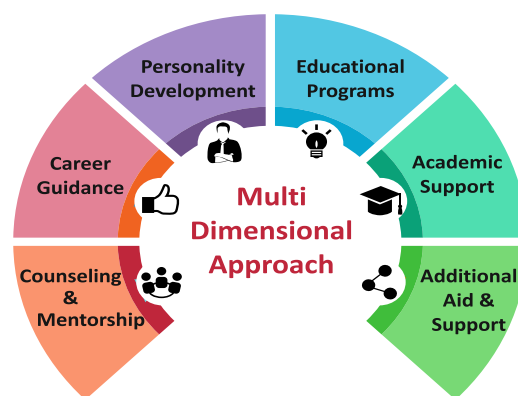 Personality
Development
Educational
Programs
Career
Guidance
Academic
Support
Multi
Dimensional
Approach
Counseling
&
Mentorship
Additional
Aid &
Support